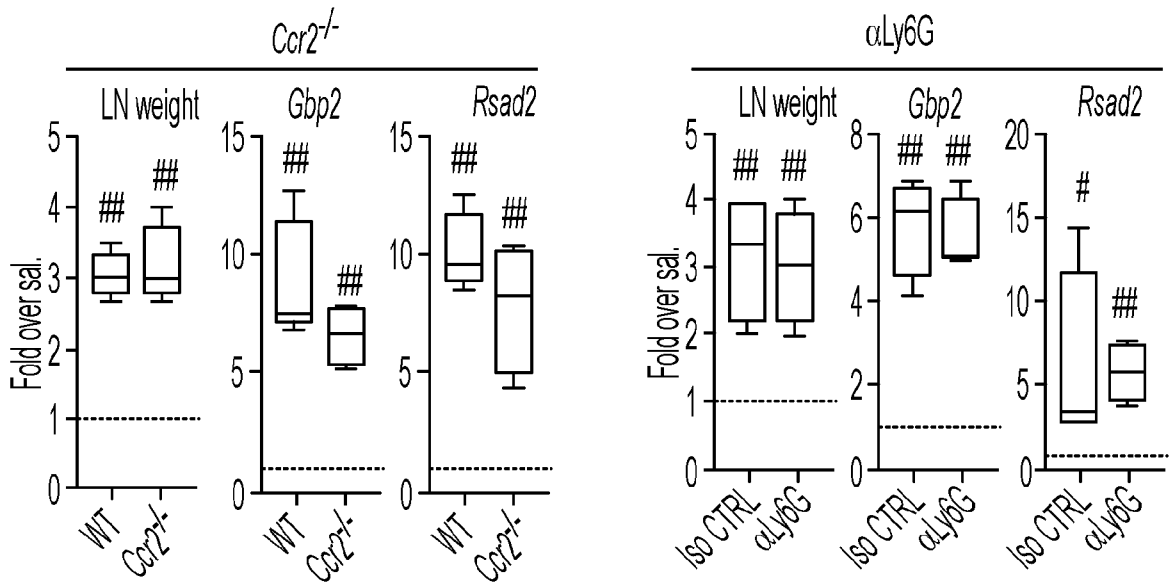 Ccr2-/-
αLy6G
LN weight
Gbp2
Rsad2
LN weight
Gbp2
Rsad2
Fold over sal.
5
4
3
2
1
0
##
##
WT
Ccr2-/-
15
10
5
0
##
##
WT
Ccr2-/-
15
10
5
0
##
##
WT
Ccr2-/-
Fold over sal.
5
4
3
2
1
0
##
##
Iso CTRL
αLy6G
8
6
4
2
0
##
##
Iso CTRL
αLy6G
20
15
10
5
0
#
##
Iso CTRL
αLy6G